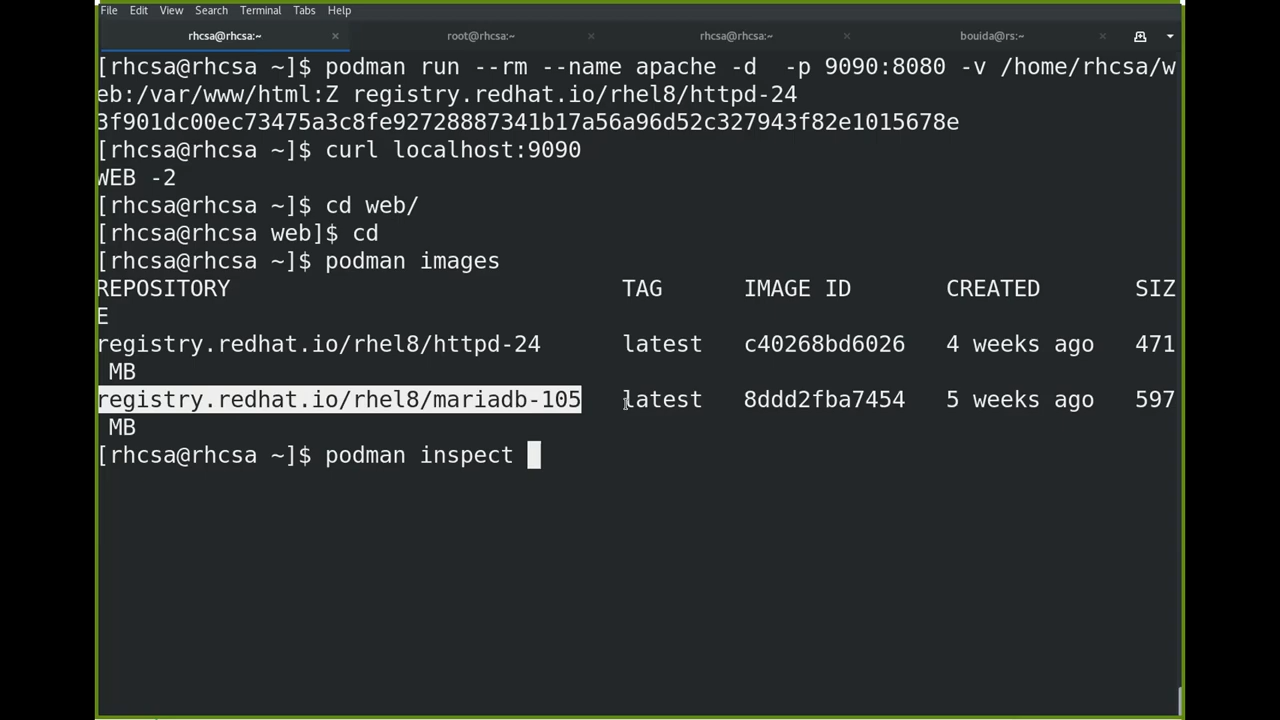 File Edit View Search Terminal Tabs Help
rhcsa@rhcsa:~ × root@rhcsa:~ × rhcsa@rhcsa:~ × bouida@rs:~ ×
[rhcsa@rhcsa ~]$ podman run --rm --name apache -d  -p 9090:8080 -v /home/rhcsa/w
eb:/var/www/html:Z registry.redhat.io/rhel8/httpd-24
3f901dc00ec73475a3c8fe92728887341b17a56a96d52c327943f82e1015678e
[rhcsa@rhcsa ~]$ curl localhost:9090
WEB -2
[rhcsa@rhcsa ~]$ cd web/
[rhcsa@rhcsa web]$ cd
[rhcsa@rhcsa ~]$ podman images
REPOSITORY                             TAG      IMAGE ID       CREATED       SIZ
E
registry.redhat.io/rhel8/httpd-24      latest   c40268bd6026   4 weeks ago   471
 MB
registry.redhat.io/rhel8/mariadb-105   latest   8ddd2fba7454   5 weeks ago   597
 MB
[rhcsa@rhcsa ~]$ podman inspect